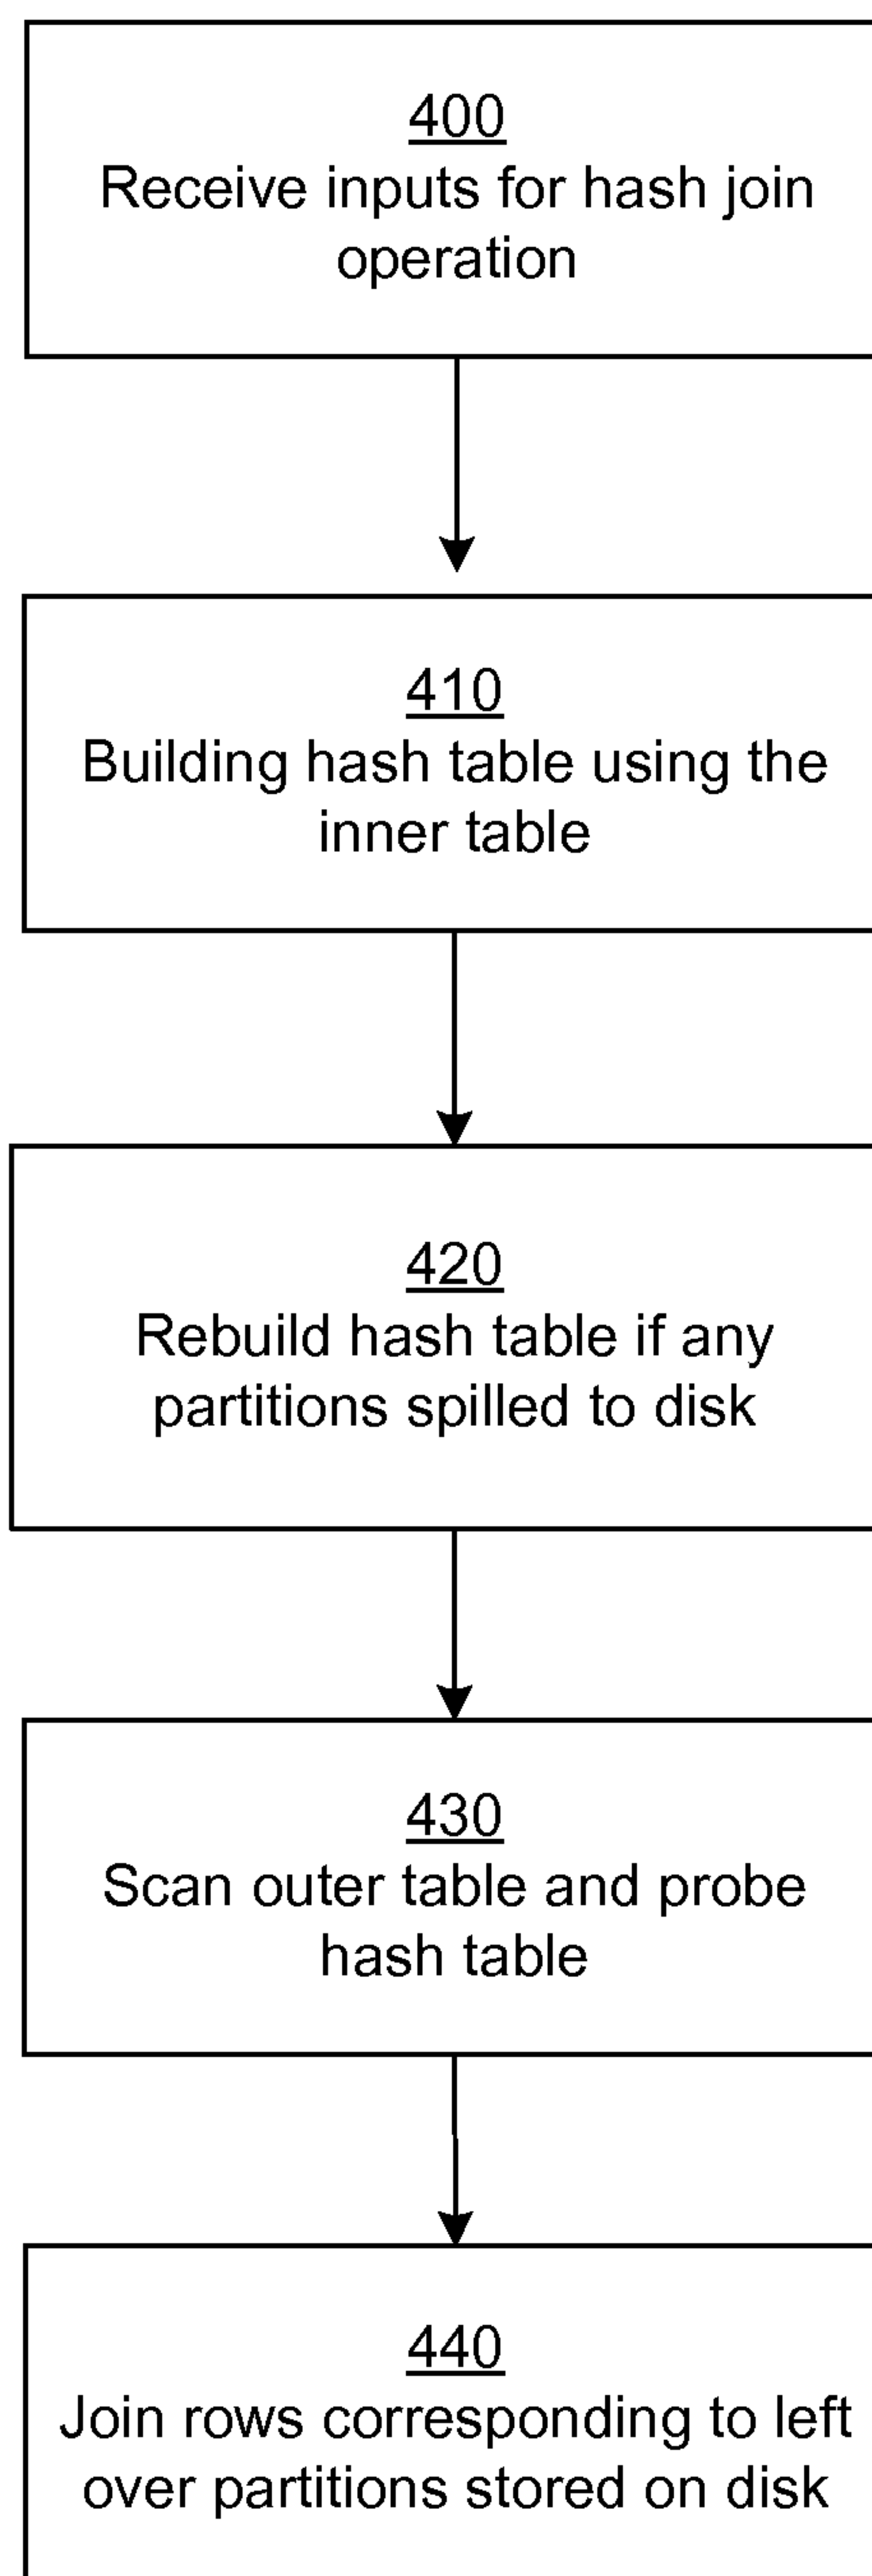 400
Receive inputs for hash join
operation
410
Building hash table using the
inner table
420
Rebuild hash table if any
partitions spilled to disk
430
Scan outer table and probe
hash table
440
Join rows corresponding to left
over partitions stored on disk